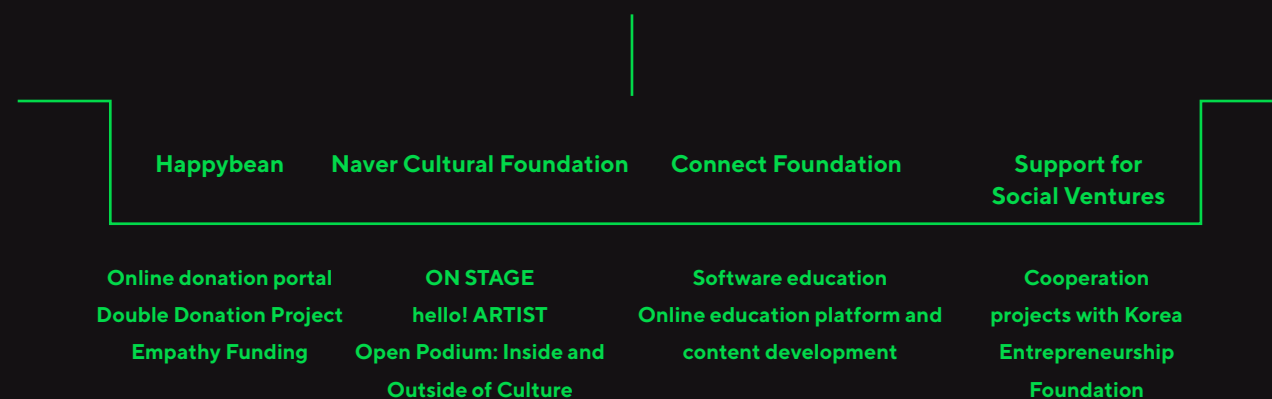 Happybean
Naver Cultural Foundation
Connect Foundation
Support for
Social Ventures
Online donation portal
Double Donation Project
Empathy Funding
ON STAGE
hello! ARTIST
Open Podium: Inside and
Outside of Culture
Software education
Online education platform and
content development
Cooperation
projects with Korea
Entrepreneurship
Foundation